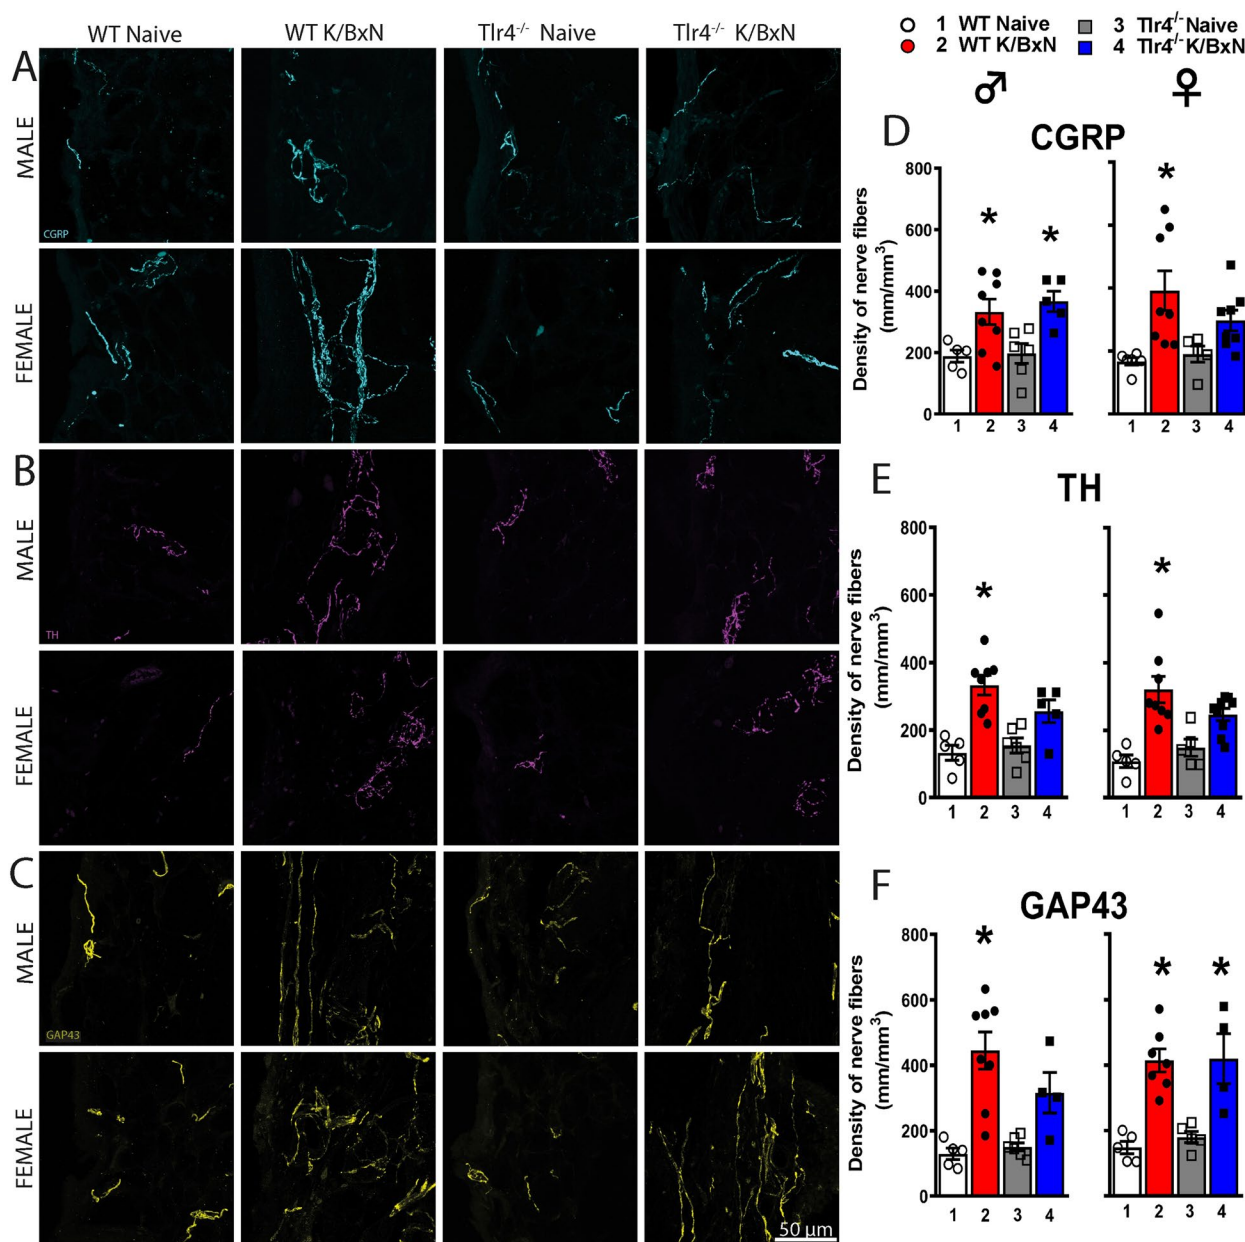 WT Naive WT K/BxN Tlr4-/- Naive Tlr4-/- K/BxN
1 WT Naive 3 Tlr4-/- Naive
2 WT K/BxN 4 Tlr4-/- K/BxN
♂ ♀
A
MALE
CGRP
FEMALE
B
MALE
TH
FEMALE
C
MALE
GAP43
FEMALE
50 µm
D
CGRP
Density of nerve fibers
(mm/mm³)
800
600
400
200
0
* * *
1 2 3 4 1 2 3 4
E
TH
Density of nerve fibers
(mm/mm³)
800
600
400
200
0
* *
1 2 3 4 1 2 3 4
F
GAP43
Density of nerve fibers
(mm/mm³)
800
600
400
200
0
* * *
1 2 3 4 1 2 3 4